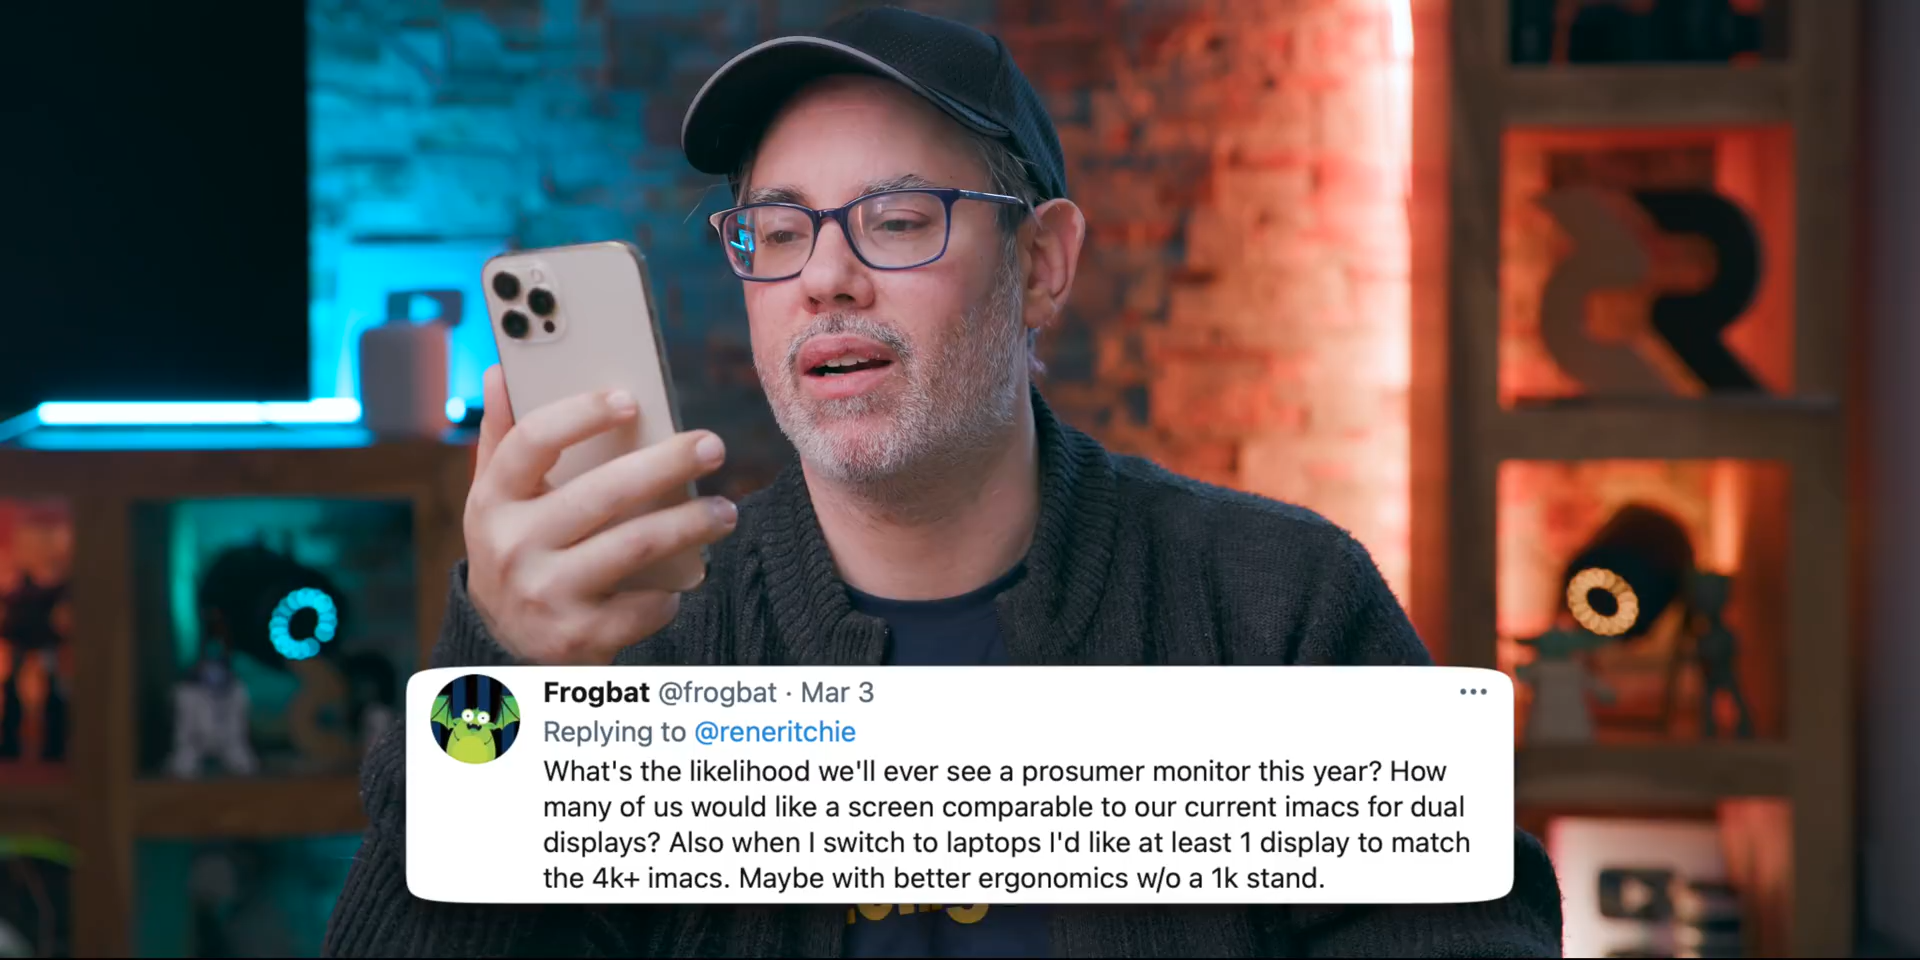 Frogbat @frogbat · Mar 3
Replying to @reneritchie
What's the likelihood we'll ever see a prosumer monitor this year? How
many of us would like a screen comparable to our current imacs for dual
displays? Also when I switch to laptops I'd like at least 1 display to match
the 4k+ imacs. Maybe with better ergonomics w/o a 1k stand.